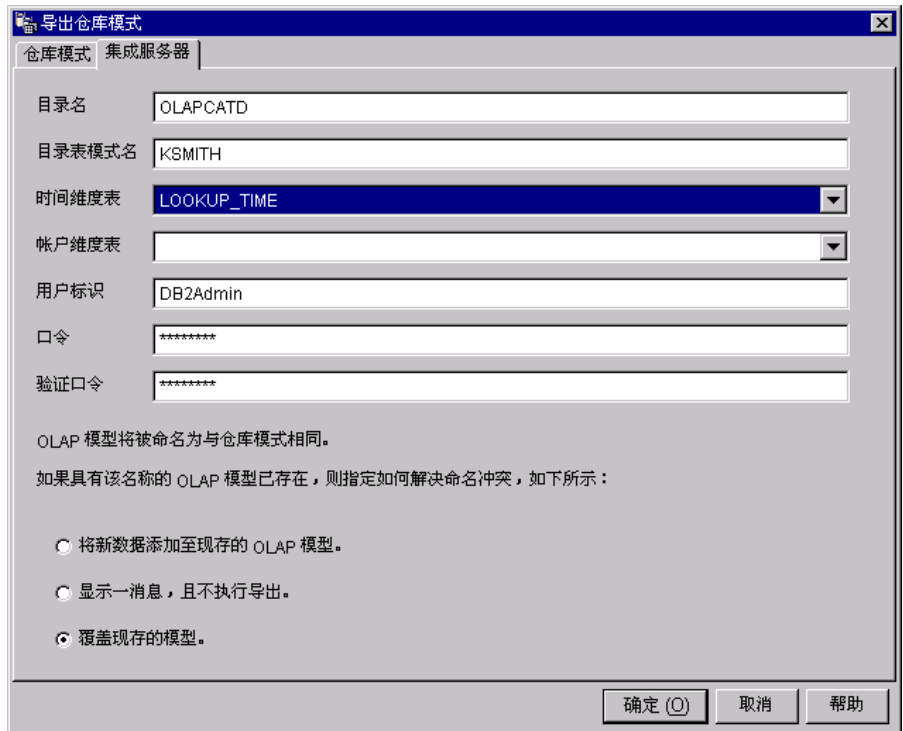 导出仓库模式
仓库模式 集成服务器
目录名 OLAPCATD
目录表模式名 KSMITH
时间维度表 LOOKUP_TIME
帐户维度表
用户标识 DB2Admin
口令 ********
验证口令 ********
OLAP 模型将被命名为与仓库模式相同。
如果具有该名称的 OLAP 模型已存在，则指定如何解决命名冲突，如下所示：
将新数据添加至现存的 OLAP 模型。
显示一消息，且不执行导出。
覆盖现存的模型。
确定 (O) 取消 帮助